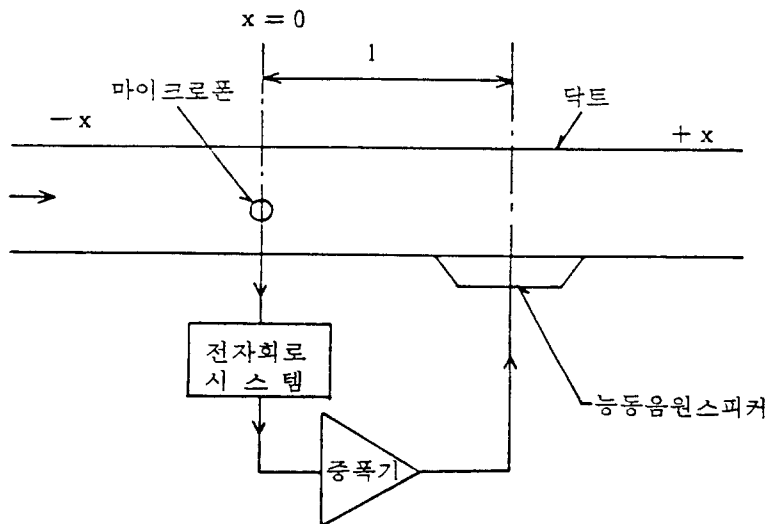 x = 0
1
마이크로폰
닥트
− x
+ x
전자회로
시 스 템
능동음원스피커
중폭기